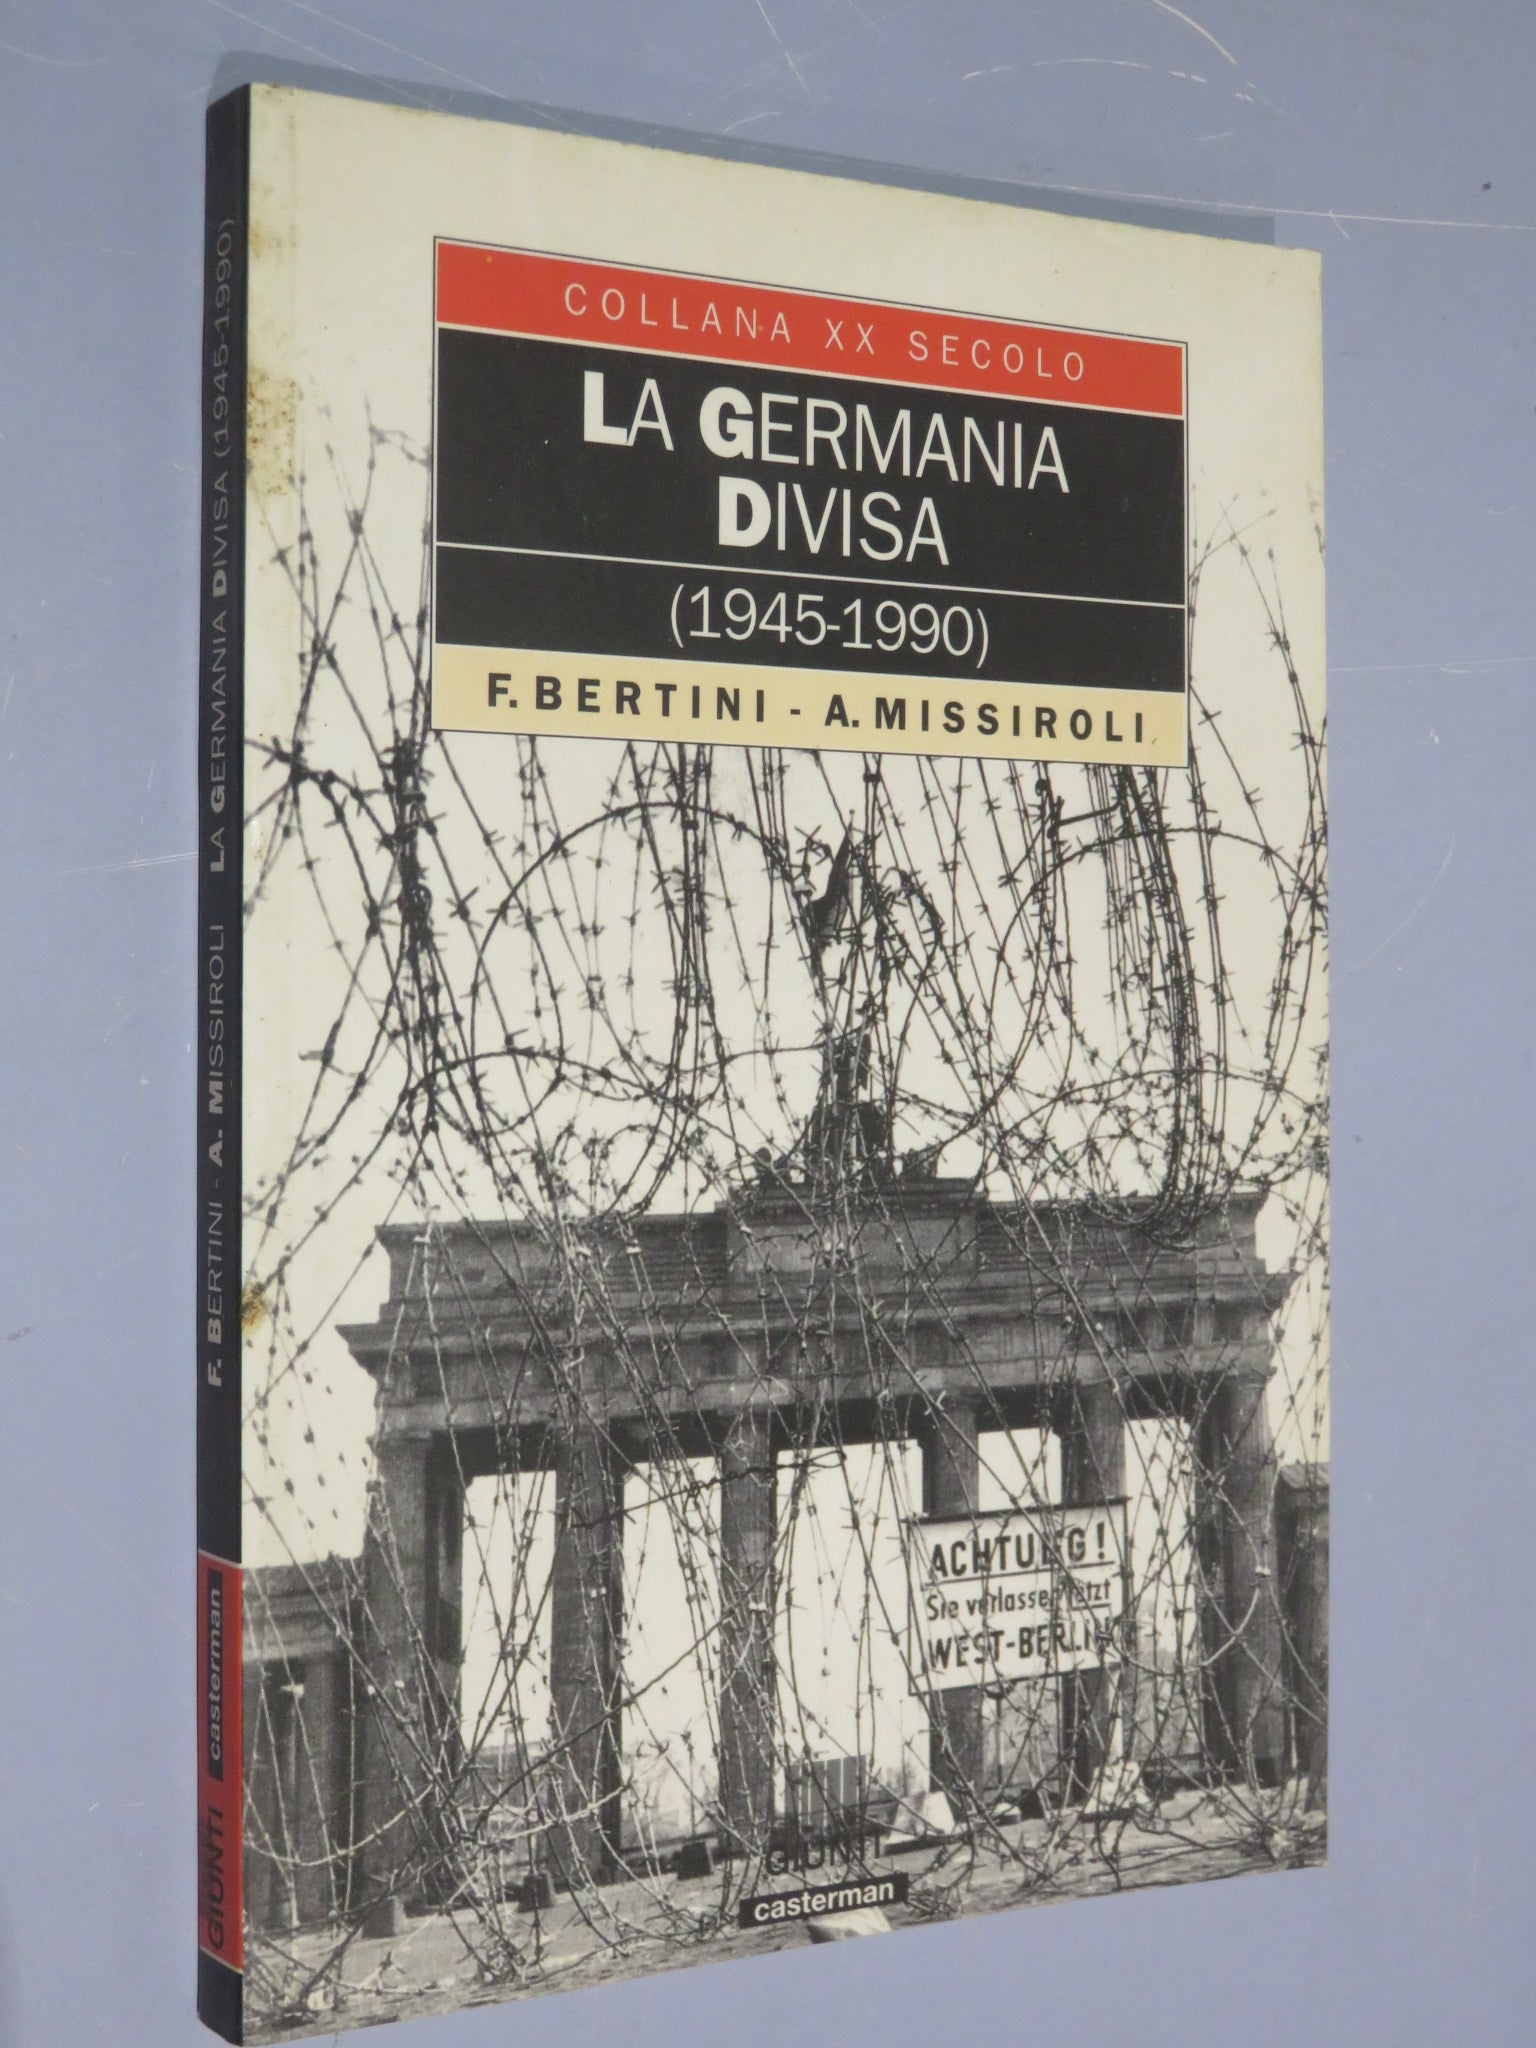 COLLANA XX SECOLO
LA GERMANIA
DIVISA
(1945-1990)
F. BERTINI - A. MISSIROLI
ACHTUNG!
Sie verlassen jetzt
WEST-BERLIN
GIUNTI
casterman
F. BERTINI - A. MISSIROLI LA GERMANIA DIVISA (1945-1990)
GIUNTI casterman